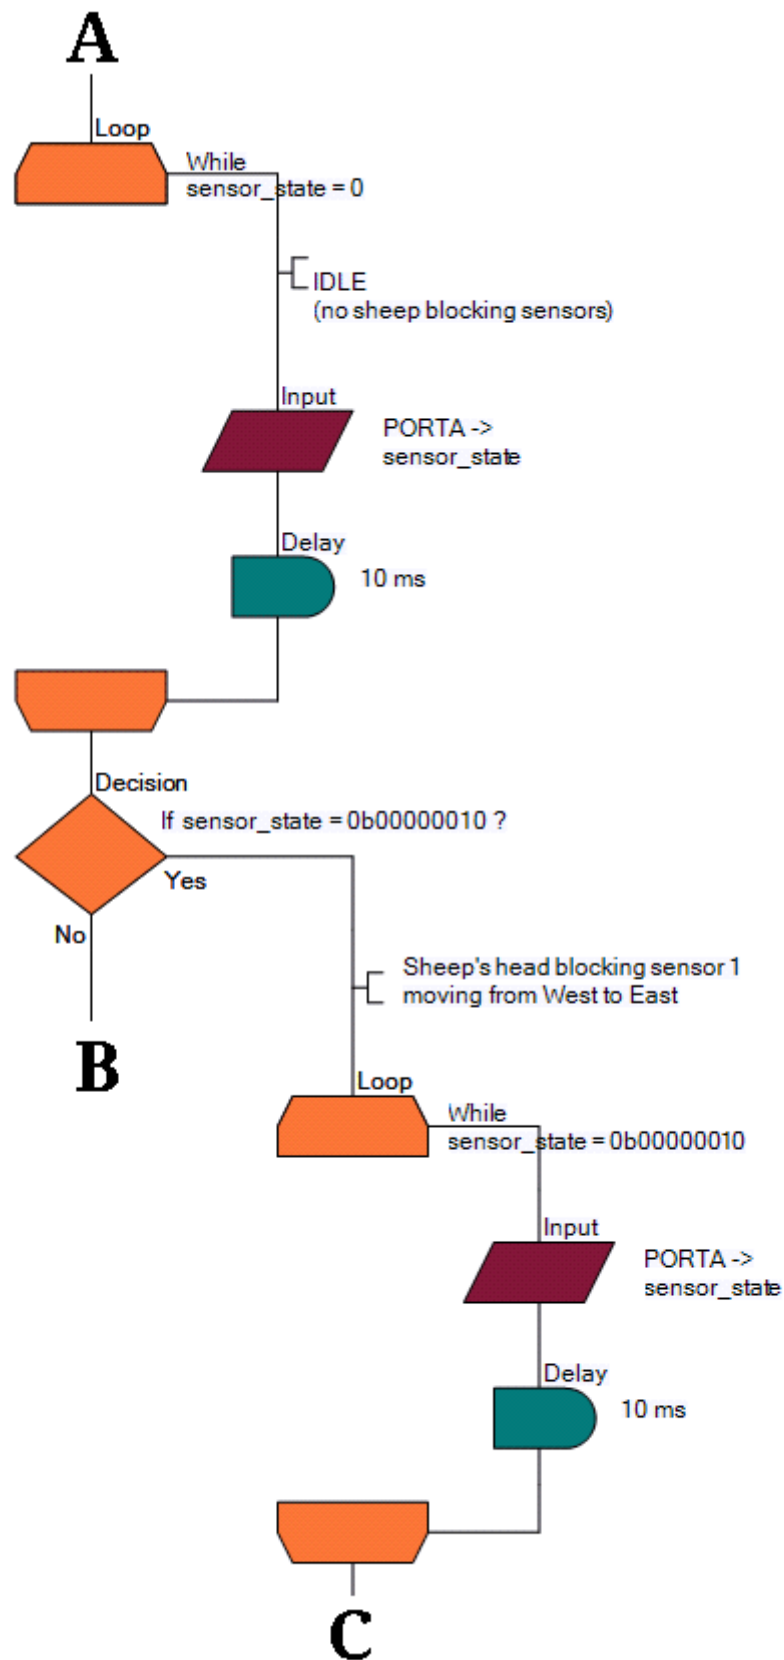 A
Loop
While
sensor_state = 0
IDLE
(no sheep blocking sensors)
Input
PORTA ->
sensor_state
Delay
10 ms
Decision
If sensor_state = 0b00000010 ?
Yes
No
Sheep's head blocking sensor 1
moving from West to East
B
Loop
While
sensor_state = 0b00000010
Input
PORTA ->
sensor_state
Delay
10 ms
C